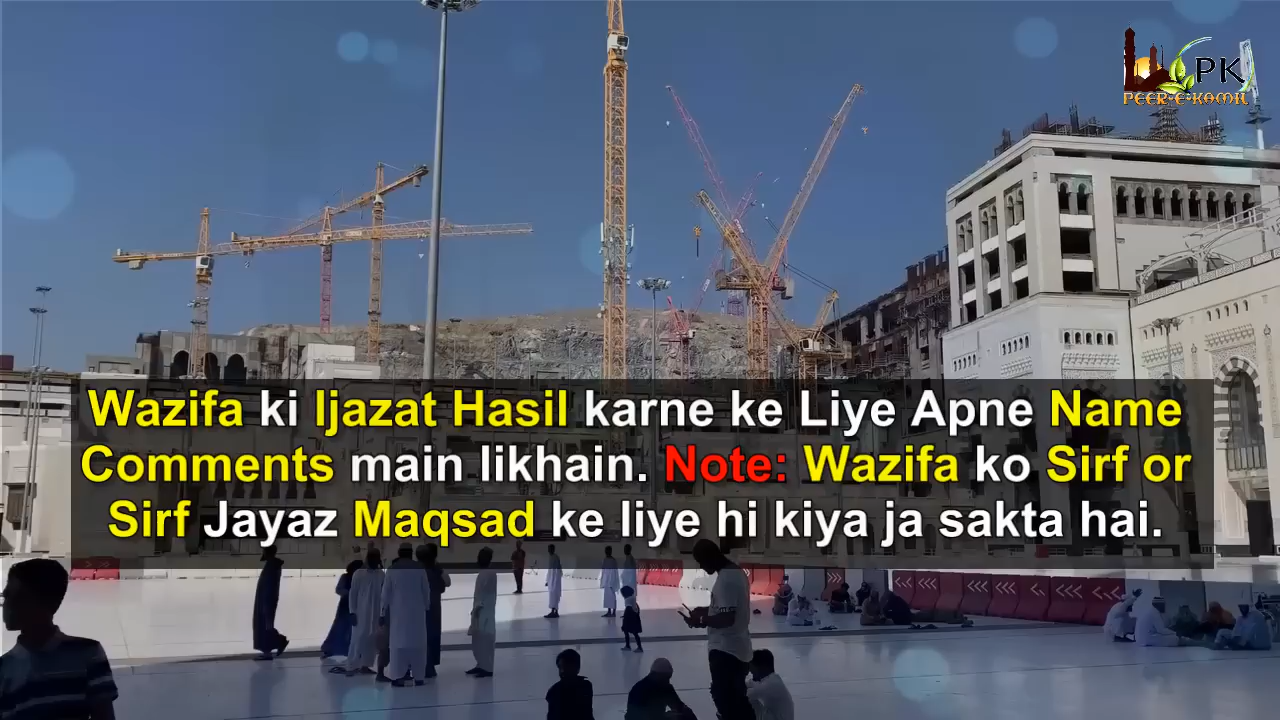 PK
PEER-E-KAMIL
Wazifa ki Ijazat Hasil karne ke Liye Apne Name
Comments main likhain. Note: Wazifa ko Sirf or
Sirf Jayaz Maqsad ke liye hi kiya ja sakta hai.